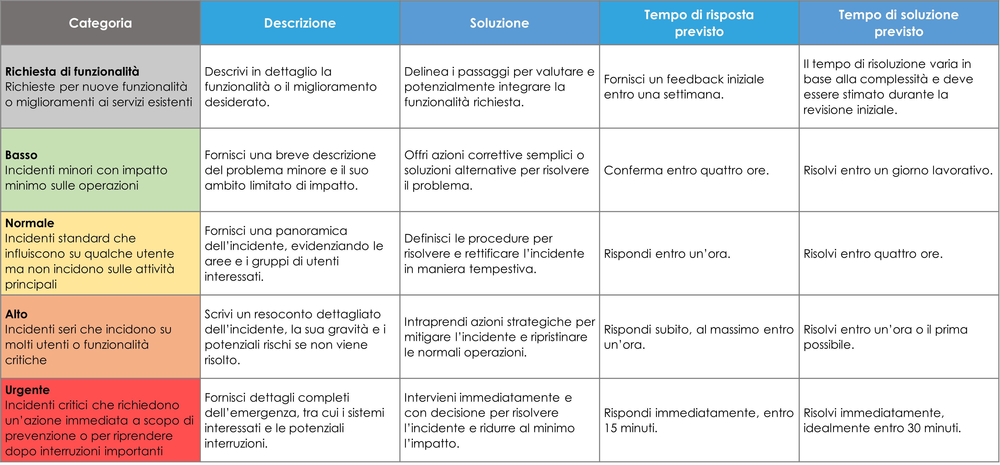 Categoria
Descrizione
Soluzione
Tempo di risposta
previsto
Tempo di soluzione
previsto
Richiesta di funzionalità
Richieste per nuove funzionalità
o miglioramenti ai servizi esistenti
Descrivi in dettaglio la
funzionalità o il miglioramento
desiderato.
Delinea i passaggi per valutare e
potenzialmente integrare la
funzionalità richiesta.
Fornisci un feedback iniziale
entro una settimana.
Il tempo di risoluzione varia in
base alla complessità e deve
essere stimato durante la
revisione iniziale.
Basso
Incidenti minori con impatto
minimo sulle operazioni
Fornisci una breve descrizione
del problema minore e il suo
ambito limitato di impatto.
Offri azioni correttive semplici o
soluzioni alternative per risolvere
il problema.
Conferma entro quattro ore.
Risolvi entro un giorno lavorativo.
Normale
Incidenti standard che
influiscono su qualche utente
ma non incidono sulle attività
principali
Fornisci una panoramica
dell’incidente, evidenziando le
aree e i gruppi di utenti
interessati.
Definisci le procedure per
risolvere e rettificare l’incidente
in maniera tempestiva.
Rispondi entro un’ora.
Risolvi entro quattro ore.
Alto
Incidenti seri che incidono su
molti utenti o funzionalità
critiche
Scrivi un resoconto dettagliato
dell’incidente, la sua gravità e i
potenziali rischi se non viene
risolto.
Intraprendi azioni strategiche per
mitigare l’incidente e ripristinare
le normali operazioni.
Rispondi subito, al massimo entro
un’ora.
Risolvi entro un’ora o il prima
possibile.
Urgente
Incidenti critici che richiedono
un’azione immediata a scopo di
prevenzione o per riprendere
dopo interruzioni importanti
Fornisci dettagli completi
dell’emergenza, tra cui i sistemi
interessati e le potenziali
interruzioni.
Intervieni immediatamente e
con decisione per risolvere
l’incidente e ridurre al minimo
l’impatto.
Rispondi immediatamente, entro
15 minuti.
Risolvi immediatamente,
idealmente entro 30 minuti.